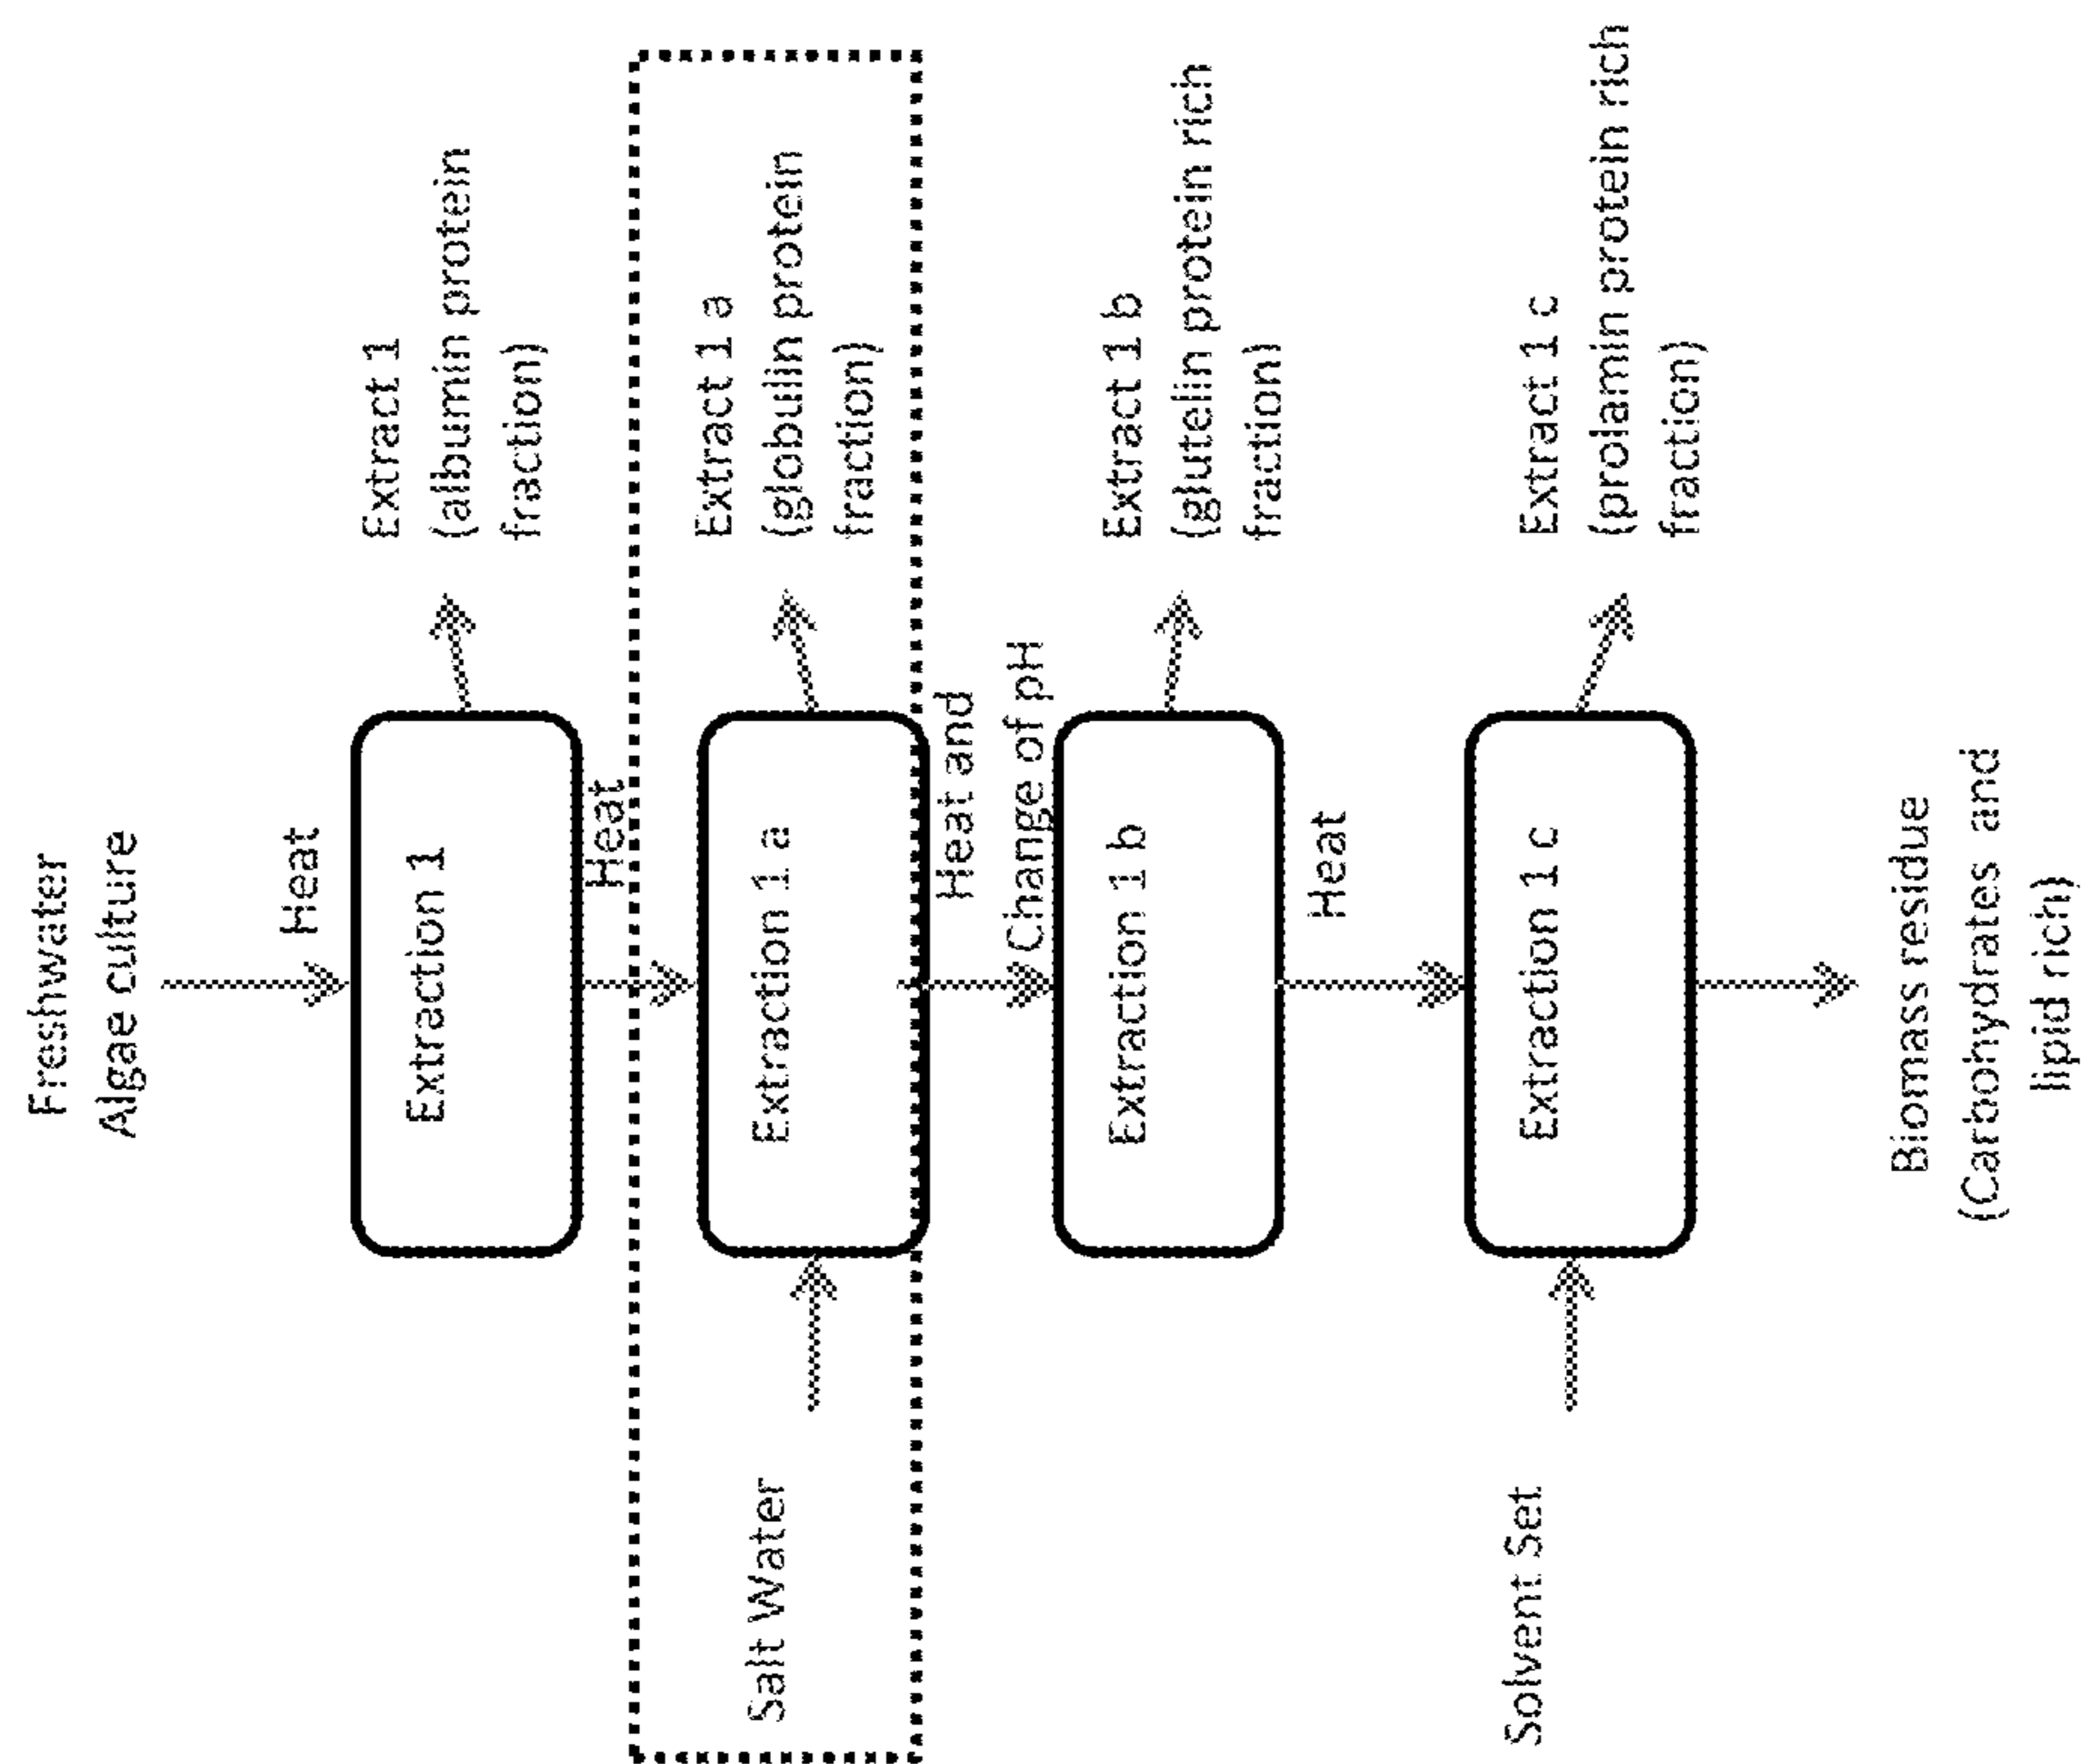 Freshwater
Algae culture
Heat
Extraction 1
Extract 1
(albumin protein
fraction)
Heat
Salt Water
Extraction 1 a
Extract 1 a
(globulin protein
fraction)
Heat and
Change of pH
Extraction 1 b
Extract 1 b
(glutelin protein rich
fraction)
Heat
Solvent Set
Extraction 1 c
Extract 1 c
(prolamin protein rich
fraction)
Biomass residue
(Carbohydrates and
lipid rich)